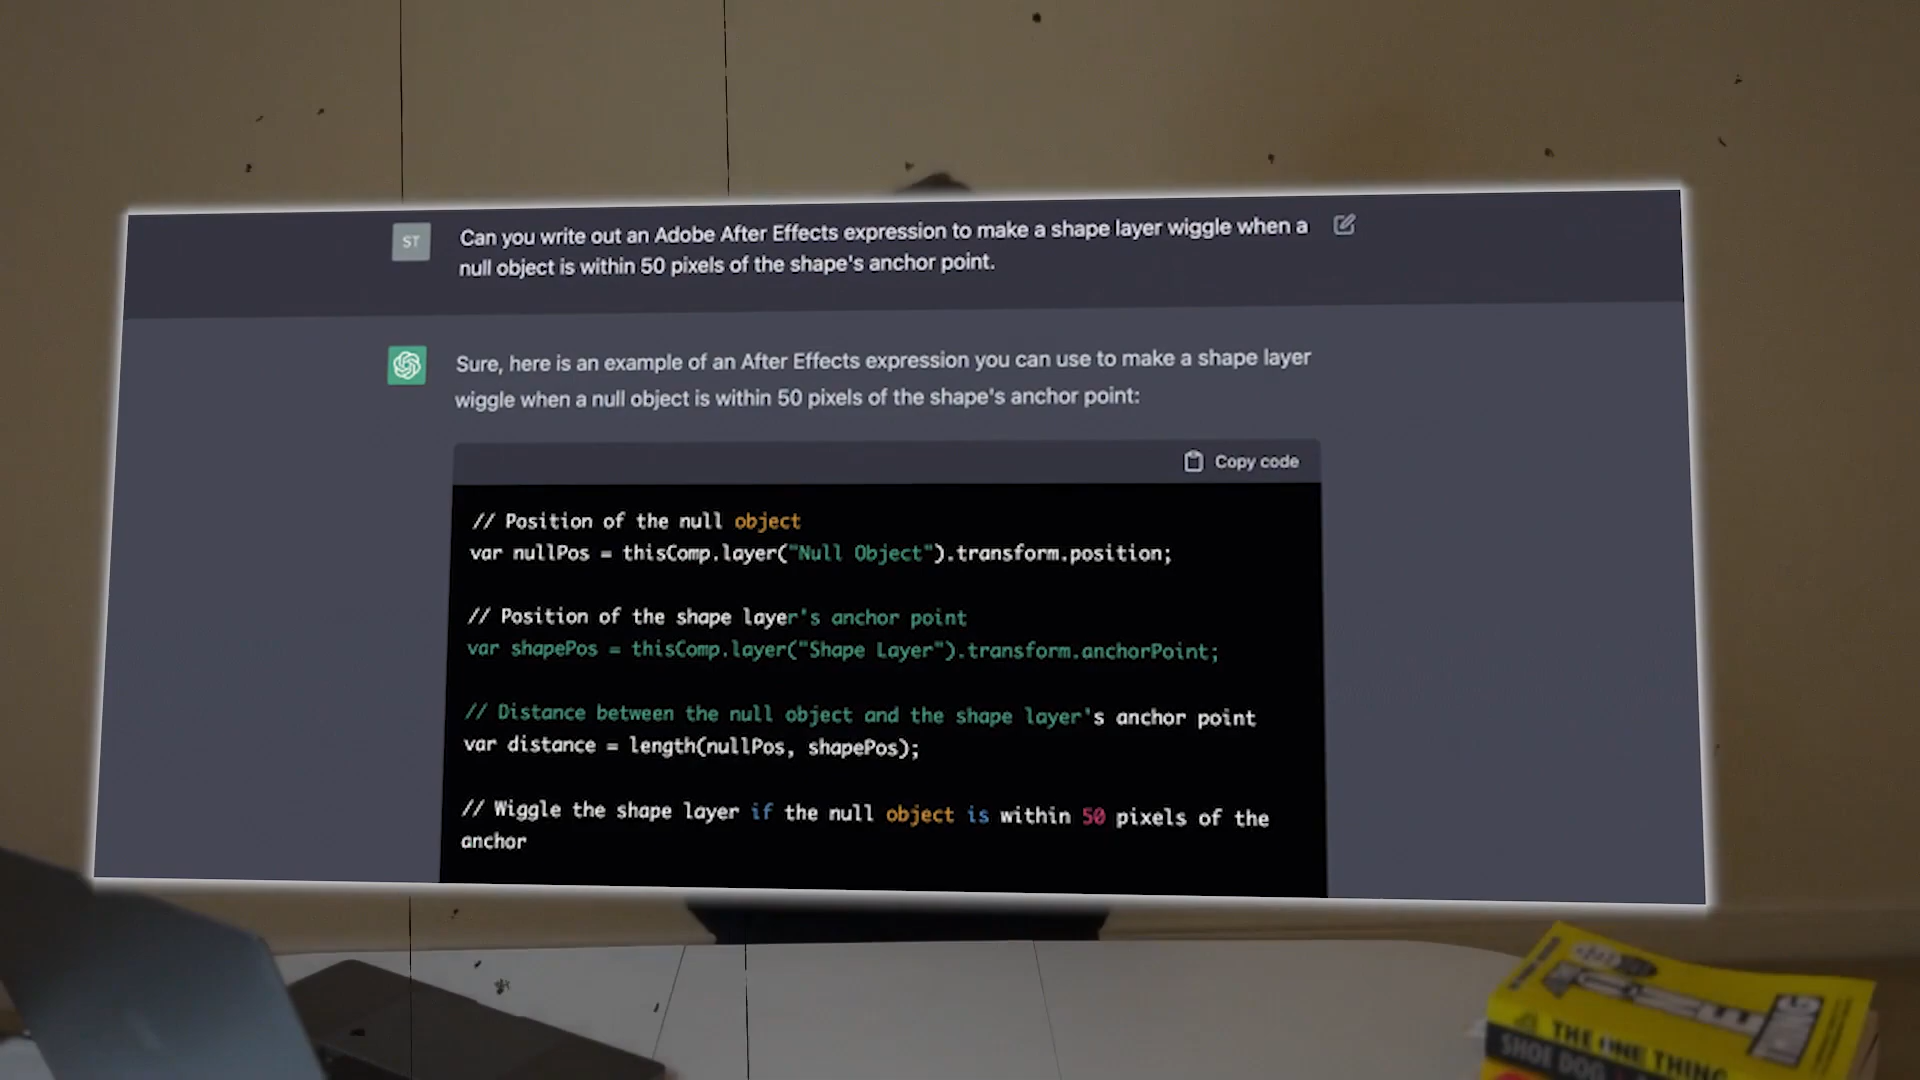 ST
Can you write out an Adobe After Effects expression to make a shape layer wiggle when a
null object is within 50 pixels of the shape's anchor point.
Sure, here is an example of an After Effects expression you can use to make a shape layer
wiggle when a null object is within 50 pixels of the shape's anchor point:
Copy code
// Position of the null object
var nullPos = thisComp.layer("Null Object").transform.position;
// Position of the shape layer's anchor point
var shapePos = thisComp.layer("Shape Layer").transform.anchorPoint;
// Distance between the null object and the shape layer's anchor point
var distance = length(nullPos, shapePos);
// Wiggle the shape layer if the null object is within 50 pixels of the
anchor
THE ONE THING
SHOE DOG